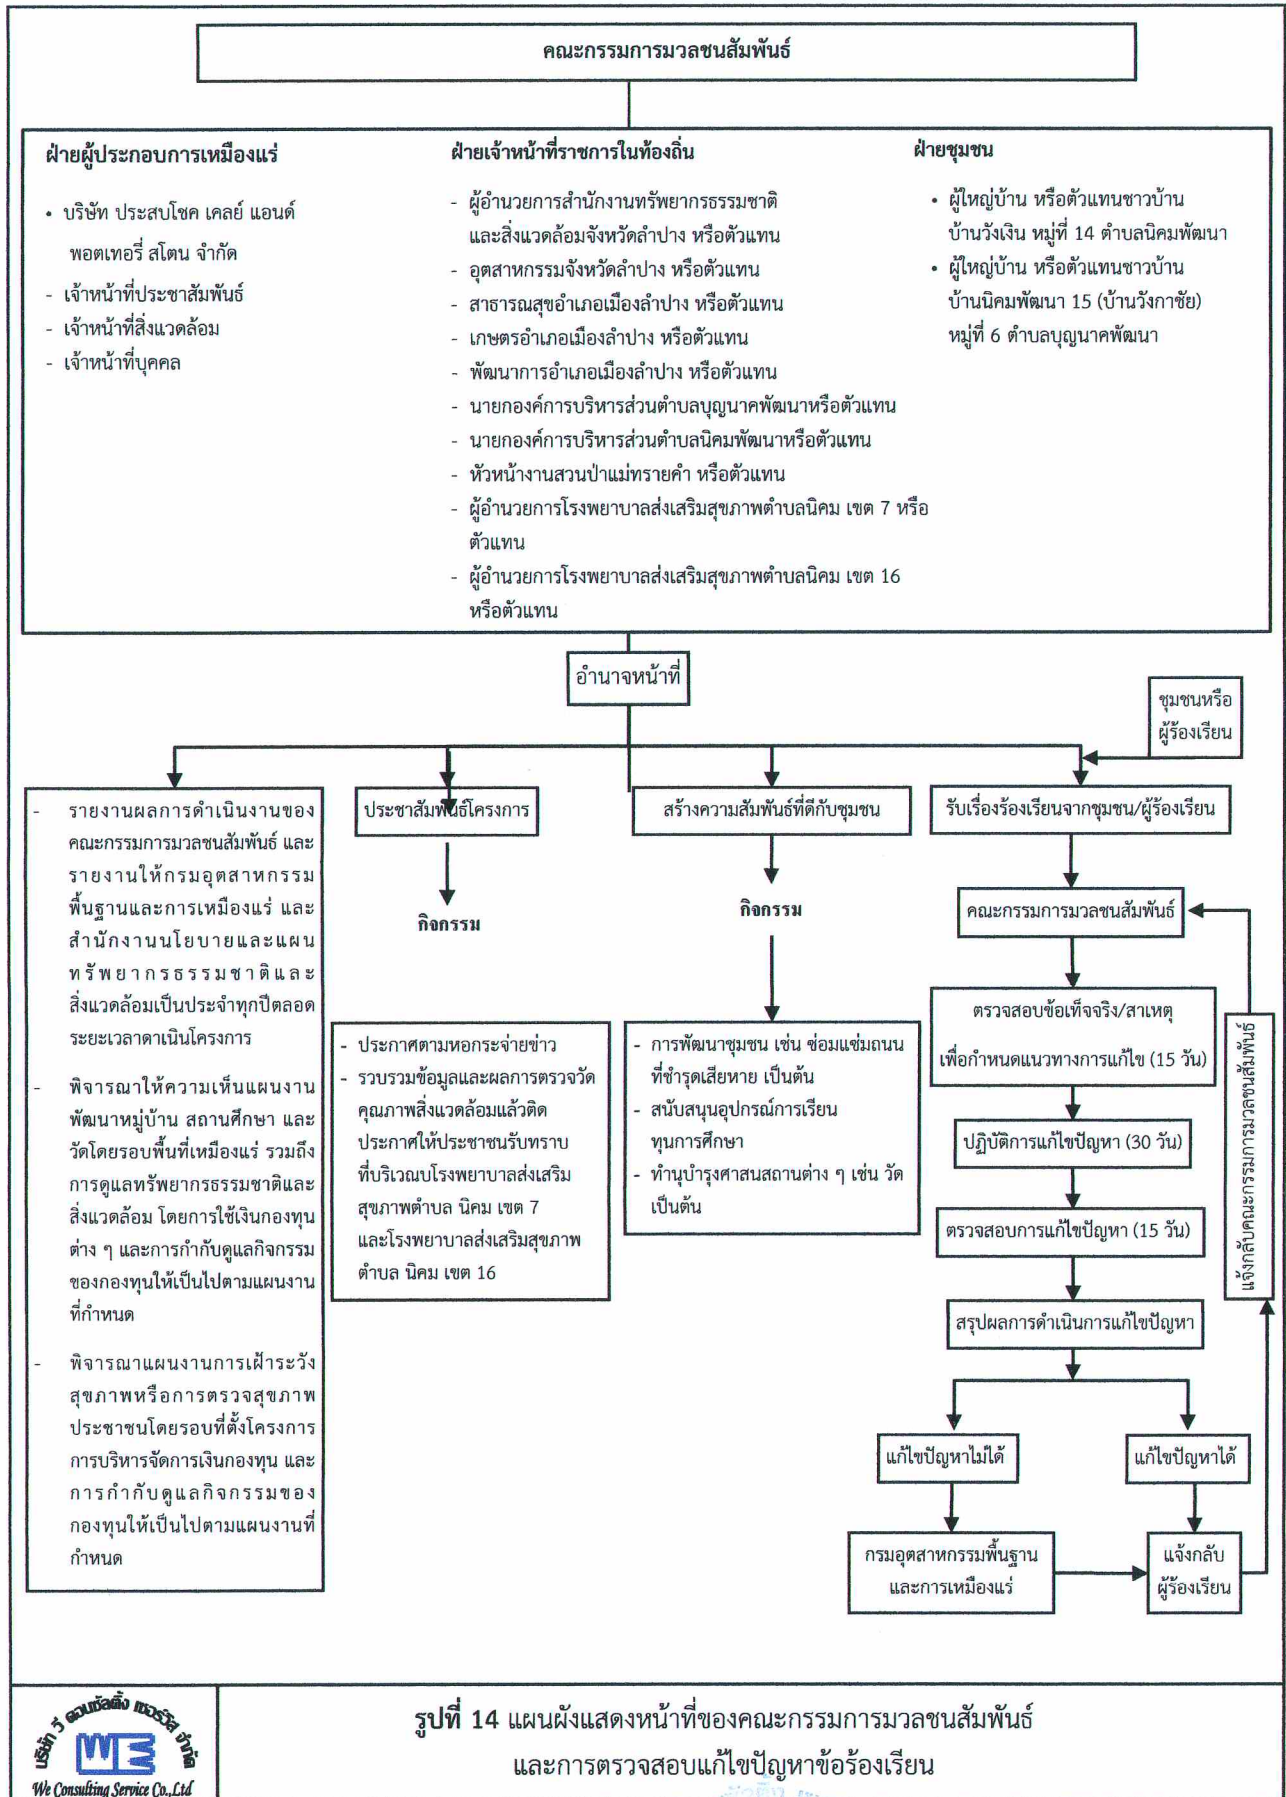 คณะกรรมการมวลชนสัมพันธ์
ฝ่ายผู้ประกอบการเหมืองแร่
• บริษัท ประสบโชค เคลย์ แอนด์
พอตเทอรี่ สโตน จำกัด
- เจ้าหน้าที่ประชาสัมพันธ์
- เจ้าหน้าที่สิ่งแวดล้อม
- เจ้าหน้าที่บุคคล
ฝ่ายเจ้าหน้าที่ราชการในท้องถิ่น
- ผู้อำนวยการสำนักงานทรัพยากรธรรมชาติ
และสิ่งแวดล้อมจังหวัดลำปาง หรือตัวแทน
- อุตสาหกรรมจังหวัดลำปาง หรือตัวแทน
- สาธารณสุขอำเภอเมืองลำปาง หรือตัวแทน
- เกษตรอำเภอเมืองลำปาง หรือตัวแทน
- พัฒนาการอำเภอเมืองลำปาง หรือตัวแทน
- นายกองค์การบริหารส่วนตำบลบุญนาคพัฒนาหรือตัวแทน
- นายกองค์การบริหารส่วนตำบลนิคมพัฒนาหรือตัวแทน
- หัวหน้างานสวนป่าแม่ทรายคำ หรือตัวแทน
- ผู้อำนวยการโรงพยาบาลส่งเสริมสุขภาพตำบลนิคม เขต 7 หรือ
ตัวแทน
- ผู้อำนวยการโรงพยาบาลส่งเสริมสุขภาพตำบลนิคม เขต 16
หรือตัวแทน
ฝ่ายชุมชน
• ผู้ใหญ่บ้าน หรือตัวแทนชาวบ้าน
บ้านวังเงิน หมู่ที่ 14 ตำบลนิคมพัฒนา
• ผู้ใหญ่บ้าน หรือตัวแทนชาวบ้าน
บ้านนิคมพัฒนา 15 (บ้านวังกาชัย)
หมู่ที่ 6 ตำบลบุญนาคพัฒนา
อำนาจหน้าที่
ชุมชนหรือ
ผู้ร้องเรียน
- รายงานผลการดำเนินงานของ
คณะกรรมการมวลชนสัมพันธ์ และ
รายงานให้กรมอุตสาหกรรม
พื้นฐานและการเหมืองแร่ และ
สำนักงานนโยบายและแผน
ทรัพยากรธรรมชาติและ
สิ่งแวดล้อมเป็นประจำทุกปีตลอด
ระยะเวลาดาเนินโครงการ
- พิจารณาให้ความเห็นแผนงาน
พัฒนาหมู่บ้าน สถานศึกษา และ
วัดโดยรอบพื้นที่เหมืองแร่ รวมถึง
การดูแลทรัพยากรธรรมชาติและ
สิ่งแวดล้อม โดยการใช้เงินกองทุน
ต่าง ๆ และการกำกับดูแลกิจกรรม
ของกองทุนให้เป็นไปตามแผนงาน
ที่กำหนด
- พิจารณาแผนงานการเฝ้าระวัง
สุขภาพหรือการตรวจสุขภาพ
ประชาชนโดยรอบที่ตั้งโครงการ
การบริหารจัดการเงินกองทุน และ
การกำกับดูแลกิจกรรมของ
กองทุนให้เป็นไปตามแผนงานที่
กำหนด
ประชาสัมพันธ์โครงการ
กิจกรรม
- ประกาศตามหอกระจ่ายข่าว
- รวบรวมข้อมูลและผลการตรวจวัด
คุณภาพสิ่งแวดล้อมแล้วติด
ประกาศให้ประชาชนรับทราบ
ที่บริเวณบโรงพยาบาลส่งเสริม
สุขภาพตำบล นิคม เขต 7
และโรงพยาบาลส่งเสริมสุขภาพ
ตำบล นิคม เขต 16
สร้างความสัมพันธ์ที่ดีกับชุมชน
กิจกรรม
- การพัฒนาชุมชน เช่น ซ่อมแซ่มถนน
ที่ชำรุดเสียหาย เป็นต้น
- สนับสนุนอุปกรณ์การเรียน
ทุนการศึกษา
- ทำนุบำรุงศาสนสถานต่าง ๆ เช่น วัด
เป็นต้น
รับเรื่องร้องเรียนจากชุมชน/ผู้ร้องเรียน
คณะกรรมการมวลชนสัมพันธ์
ตรวจสอบข้อเท็จจริง/สาเหตุ
เพื่อกำหนดแนวทางการแก้ไข (15 วัน)
ปฏิบัติการแก้ไขปัญหา (30 วัน)
ตรวจสอบการแก้ไขปัญหา (15 วัน)
สรุปผลการดำเนินการแก้ไขปัญหา
แก้ไขปัญหาไม่ได้
แก้ไขปัญหาได้
กรมอุตสาหกรรมพื้นฐาน
และการเหมืองแร่
แจ้งกลับ
ผู้ร้องเรียน
แจ้งกลับคณะกรรมการมวลชนสัมพันธ์
บริษัท วี คอนซัลติ้ง เซอร์วิส จำกัด
WE
We Consulting Service Co.,Ltd
รูปที่ 14 แผนผังแสดงหน้าที่ของคณะกรรมการมวลชนสัมพันธ์
และการตรวจสอบแก้ไขปัญหาข้อร้องเรียน